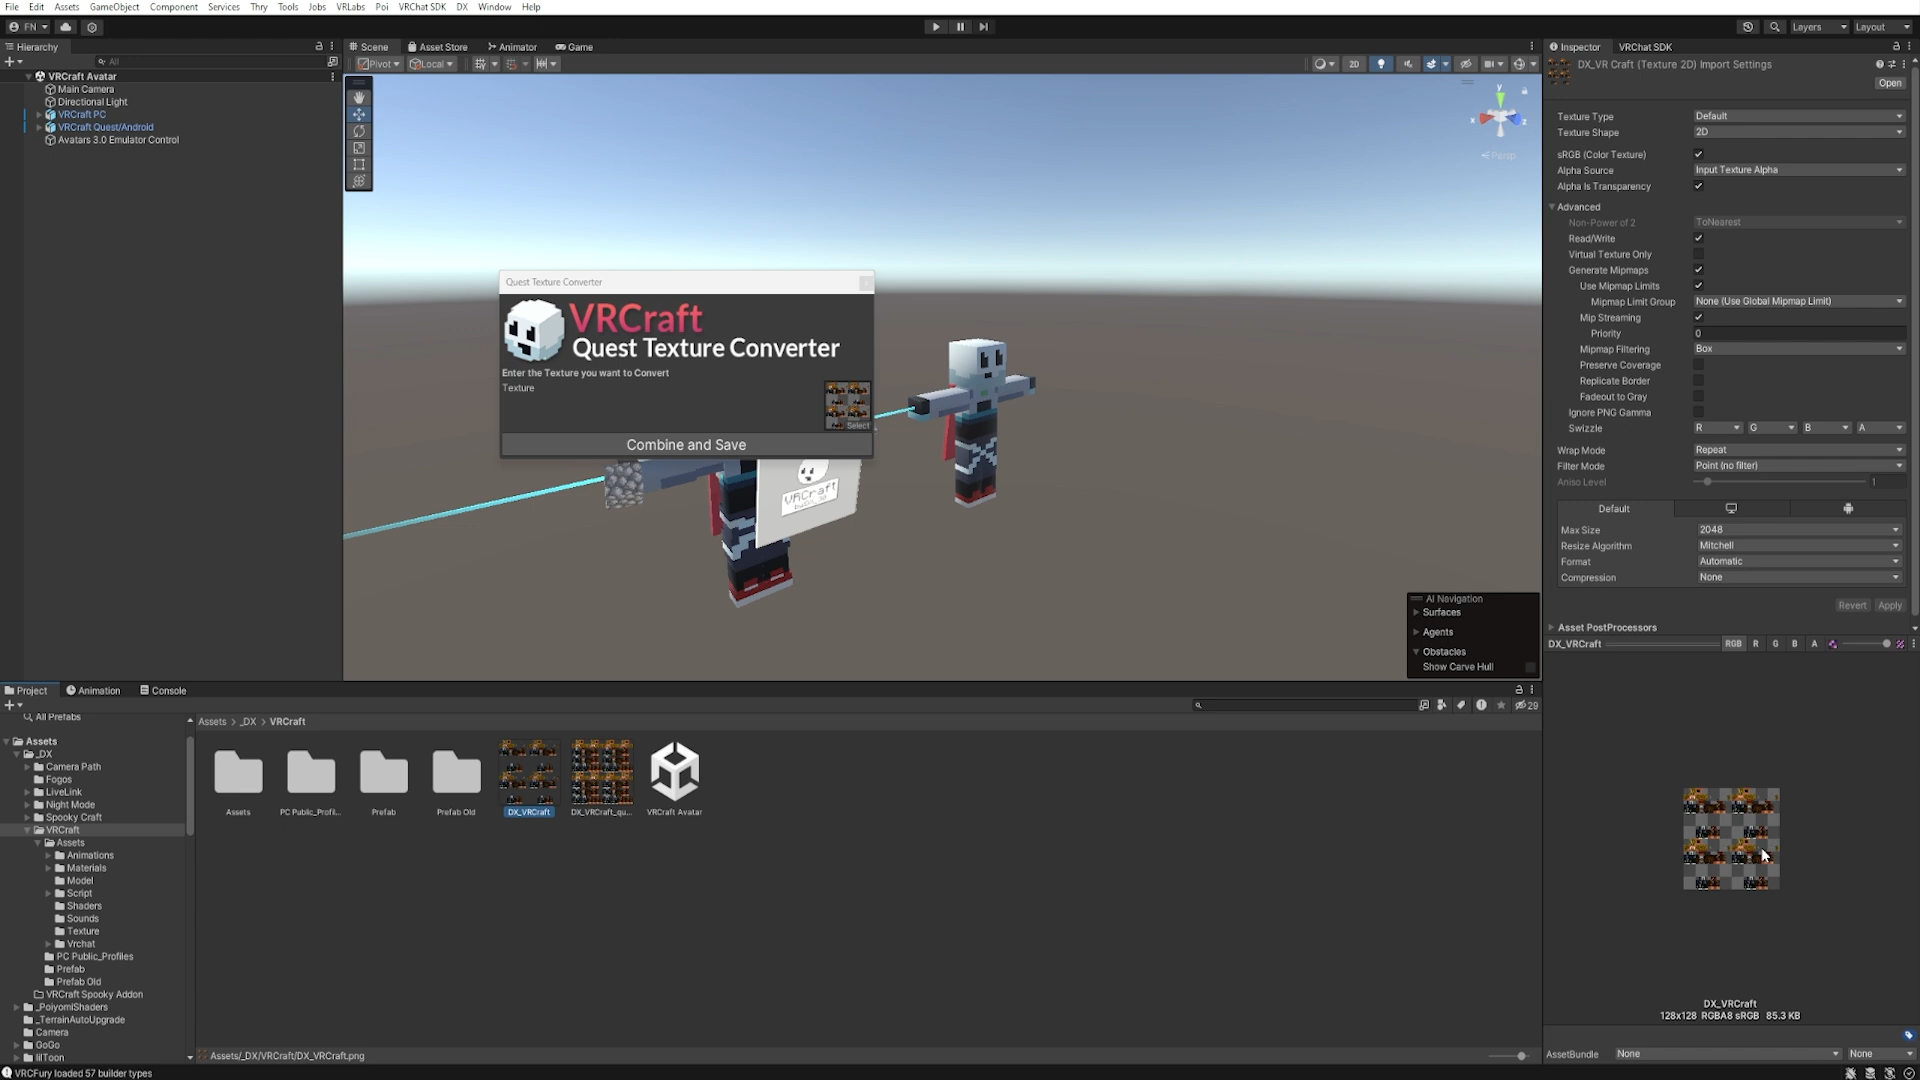 File Edit Assets GameObject Component Services Thry Tools Jobs VRLabs Poi VRChat SDK DX Window Help
FN Layers Layout
Hierarchy
All
VRCraft Avatar
Main Camera
Directional Light
VRCraft PC
VRCraft Quest/Android
Avatars 3.0 Emulator Control
Scene Asset Store Animator Game
Pivot Local 2D
Persp
Quest Texture Converter
VRCraft
Quest Texture Converter
Enter the Texture you want to Convert
Texture
Select
Combine and Save
VRCraft
AI Navigation
Surfaces
Agents
Obstacles
Show Carve Hull
Inspector VRChat SDK
DX_VR Craft (Texture 2D) Import Settings
Open
Texture Type Default
Texture Shape 2D
sRGB (Color Texture)
Alpha Source Input Texture Alpha
Alpha Is Transparency
Advanced
Non-Power of 2 ToNearest
Read/Write
Virtual Texture Only
Generate Mipmaps
Use Mipmap Limits
Mipmap Limit Group None (Use Global Mipmap Limit)
Mip Streaming
Priority 0
Mipmap Filtering Box
Preserve Coverage
Replicate Border
Fadeout to Gray
Ignore PNG Gamma
Swizzle R G B A
Wrap Mode Repeat
Filter Mode Point (no filter)
Aniso Level 1
Default
Max Size 2048
Resize Algorithm Mitchell
Format Automatic
Compression None
Revert Apply
Asset PostProcessors
DX_VRCraft RGB R G B A
DX_VRCraft
128x128 RGBA8 sRGB 85.3 KB
AssetBundle None None
Project Animation Console
29
All Prefabs
Assets
_DX
Camera Path
Fogos
LiveLink
Night Mode
Spooky Craft
VRCraft
Assets
Animations
Materials
Model
Script
Shaders
Sounds
Texture
Vrchat
PC Public_Profiles
Prefab
Prefab Old
VRCraft Spooky Addon
_PoiyomiShaders
_TerrainAutoUpgrade
Camera
GoGo
lilToon
Assets > _DX > VRCraft
Assets PC Public_Profil... Prefab Prefab Old DX_VRCraft DX_VRCraft_qu... VRCraft Avatar
Assets/_DX/VRCraft/DX_VRCraft.png
VRCFury loaded 57 builder types